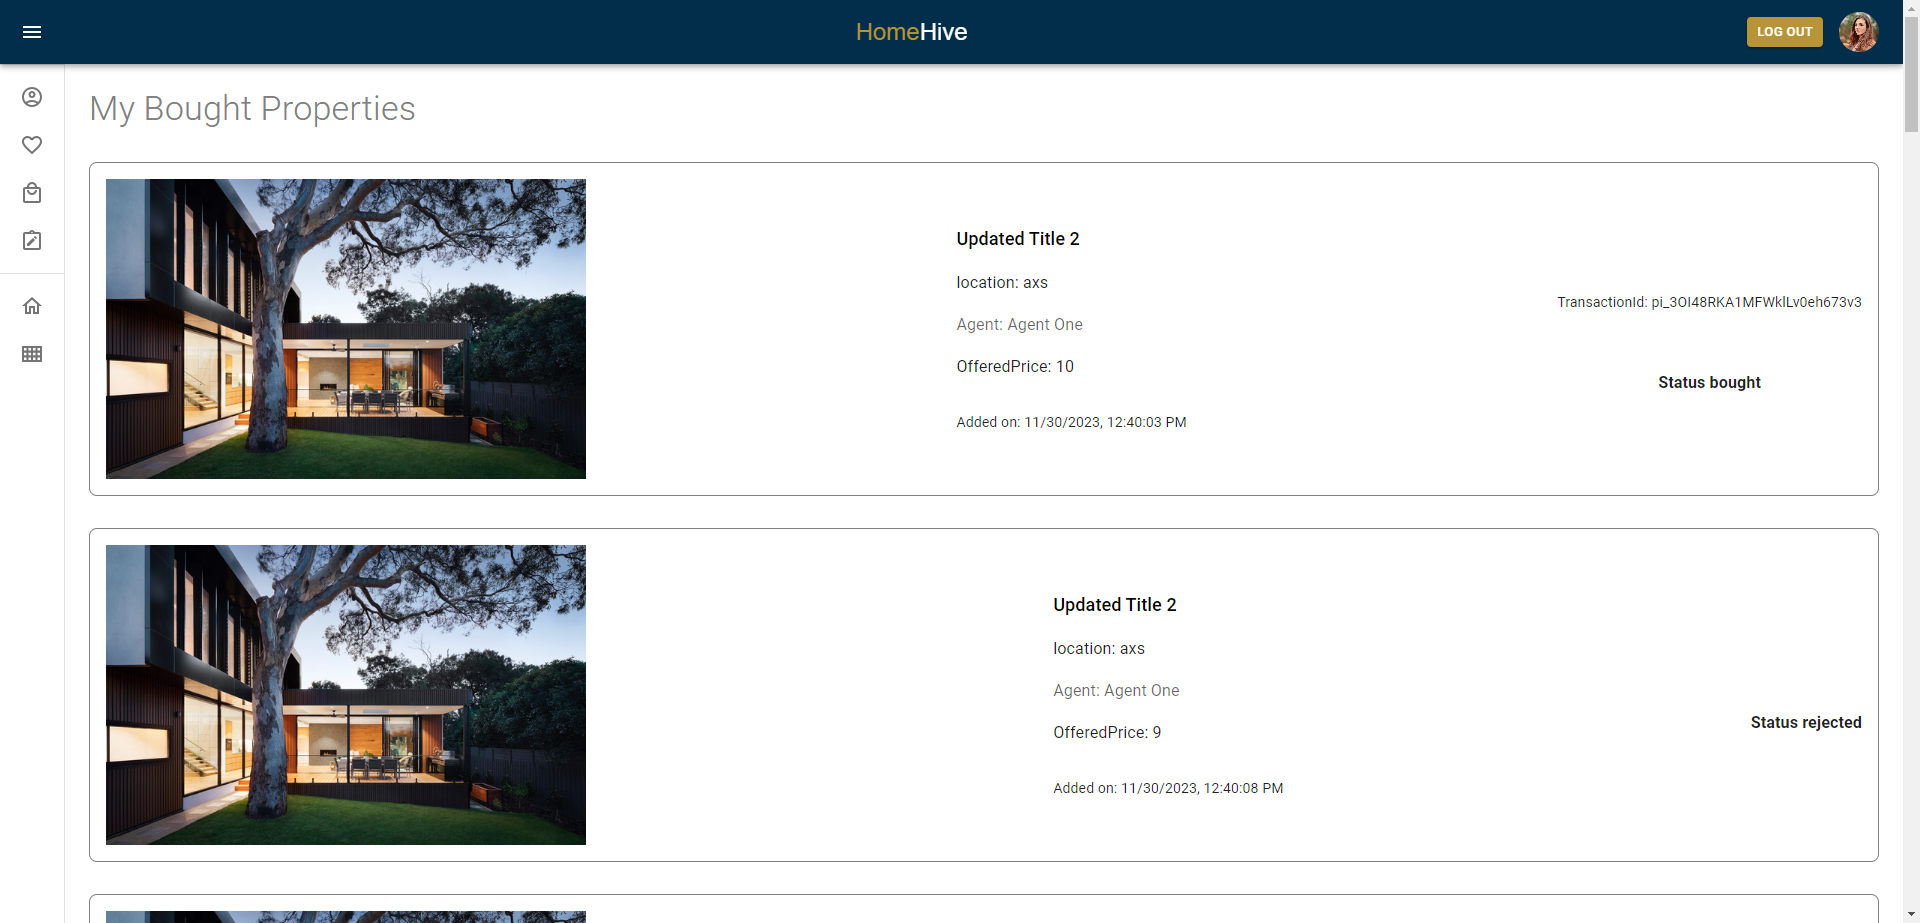 HomeHive
LOG OUT
My Bought Properties
Updated Title 2
location: axs
Agent: Agent One
OfferedPrice: 10
Added on: 11/30/2023, 12:40:03 PM
TransactionId: pi_3OI48RKA1MFWklLv0eh673v3
Status bought
Updated Title 2
location: axs
Agent: Agent One
OfferedPrice: 9
Added on: 11/30/2023, 12:40:08 PM
Status rejected